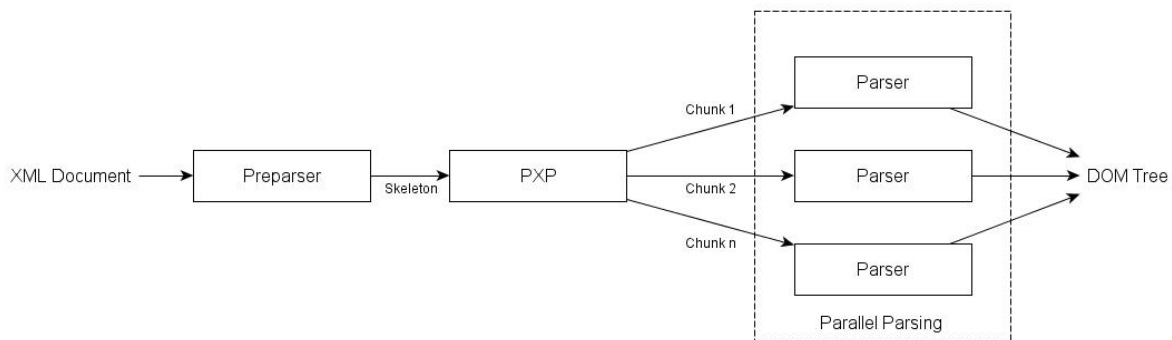 XML Document
Preparser
Skeleton
PXP
Chunk 1
Chunk 2
Chunk n
Parser
Parser
Parser
Parallel Parsing
DOM Tree